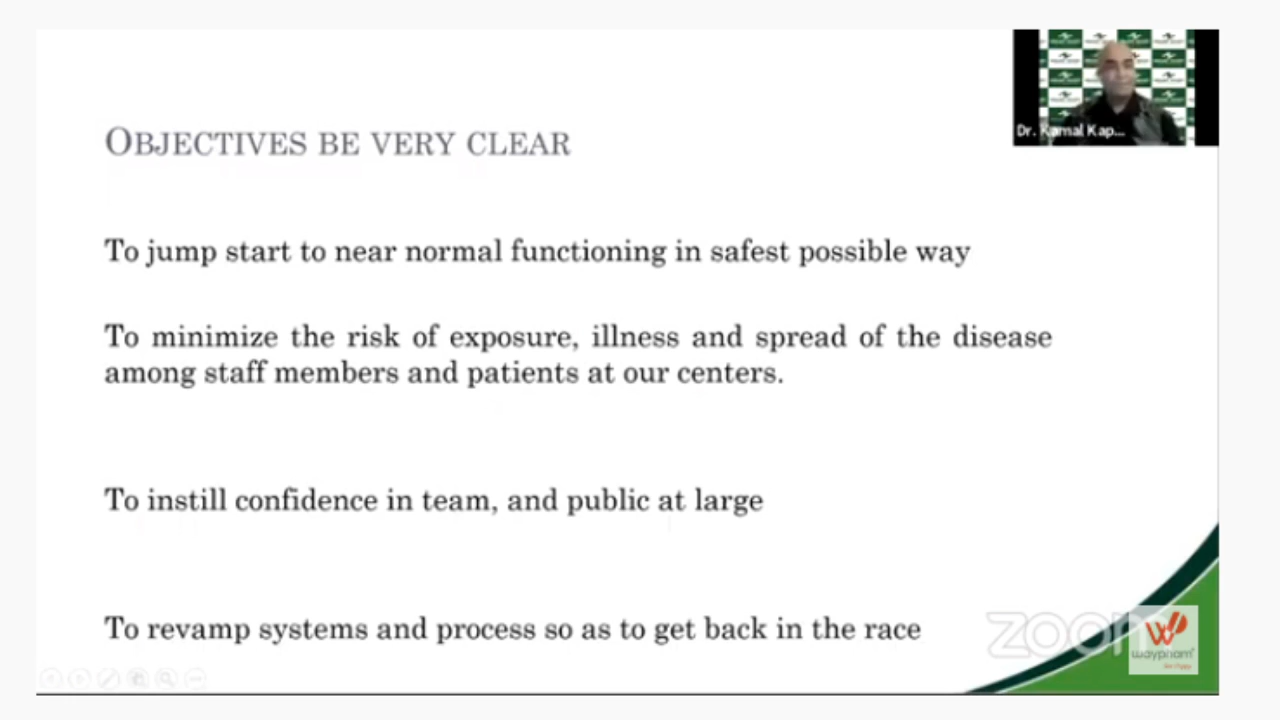 OBJECTIVES BE VERY CLEAR
Dr. Kamal Kap...
To jump start to near normal functioning in safest possible way
To minimize the risk of exposure, illness and spread of the disease
among staff members and patients at our centers.
To instill confidence in team, and public at large
To revamp systems and process so as to get back in the race
zoom